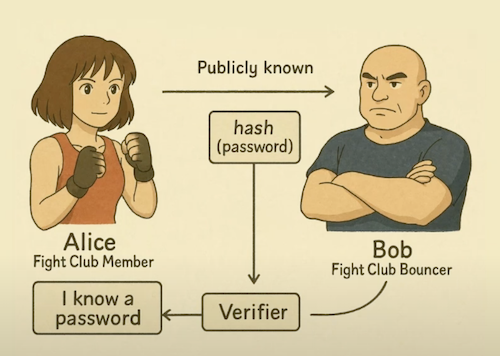 Publicly known
hash
(password)
Alice
Fight Club Member
Bob
Fight Club Bouncer
I know a
password
Verifier